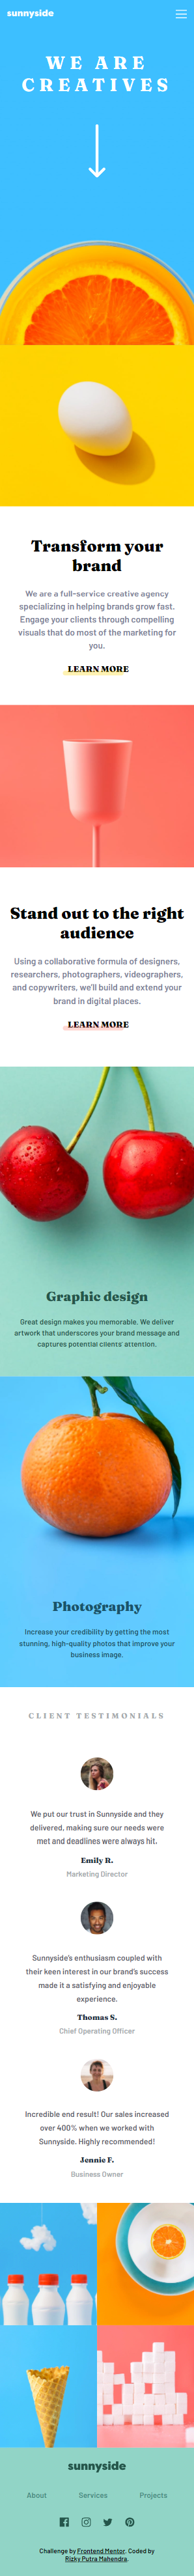 sunnyside
WE ARE
CREATIVES
Transform your
brand
We are a full-service creative agency
specializing in helping brands grow fast.
Engage your clients through compelling
visuals that do most of the marketing for
you.
LEARN MORE
Stand out to the right
audience
Using a collaborative formula of designers,
researchers, photographers, videographers,
and copywriters, we'll build and extend your
brand in digital places.
LEARN MORE
Graphic design
Great design makes you memorable. We deliver
artwork that underscores your brand message and
captures potential clients' attention.
Photography
Increase your credibility by getting the most
stunning, high-quality photos that improve your
business image.
CLIENT TESTIMONIALS
We put our trust in Sunnyside and they
delivered, making sure our needs were
met and deadlines were always hit.
Emily R.
Marketing Director
Sunnyside's enthusiasm coupled with
their keen interest in our brand's success
made it a satisfying and enjoyable
experience.
Thomas S.
Chief Operating Officer
Incredible end result! Our sales increased
over 400% when we worked with
Sunnyside. Highly recommended!
Jennie F.
Business Owner
sunnyside
About Services Projects
Challenge by Frontend Mentor. Coded by
Rizky Putra Mahendra.